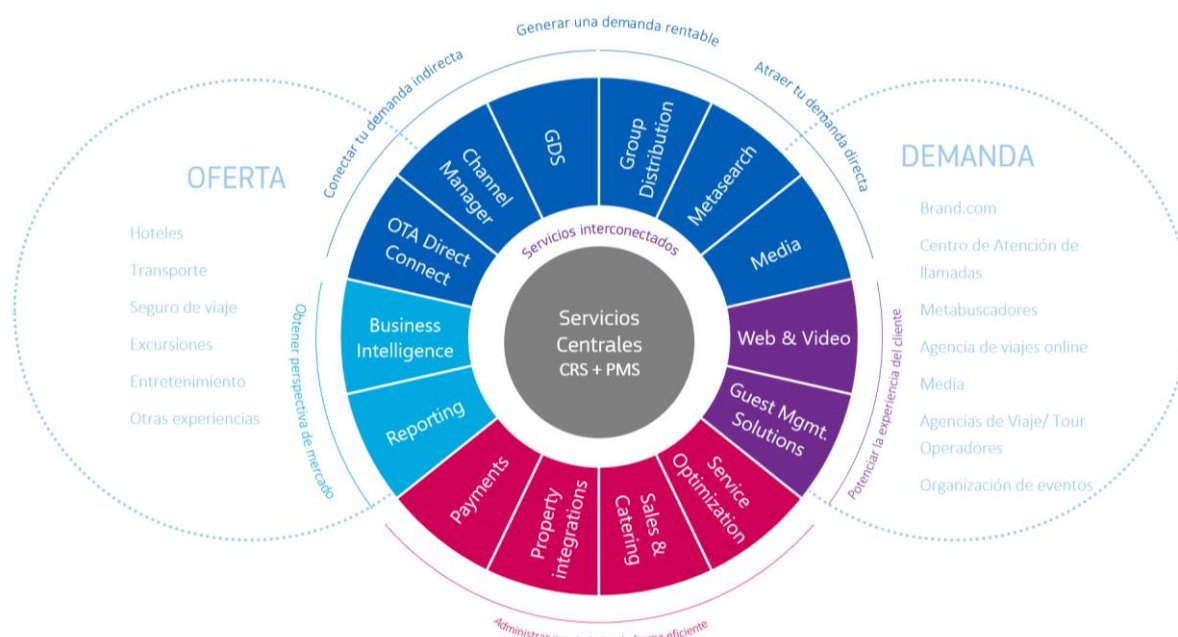 Generar una demanda rentable
Conectar tu demanda indirecta
Atraer tu demanda directa
OFERTA
Hoteles
Transporte
Seguro de viaje
Excursiones
Entretenimiento
Otras experiencias
Obtener perspectiva de mercado
OTA Direct
Connect
Channel
Manager
GDS
Group
Distribution
Metasearch
Media
Web & Video
Guest Mgmt.
Solutions
Service
Optimization
Sales &
Catering
Property
integrations
Payments
Reporting
Business
Intelligence
Servicios interconectados
Servicios
Centrales
CRS + PMS
Potenciar la experiencia del cliente
DEMANDA
Brand.com
Centro de Atención de
llamadas
Metabuscadores
Agencia de viajes online
Media
Agencias de Viaje/ Tour
Operadores
Organización de eventos
Administrar eficiente